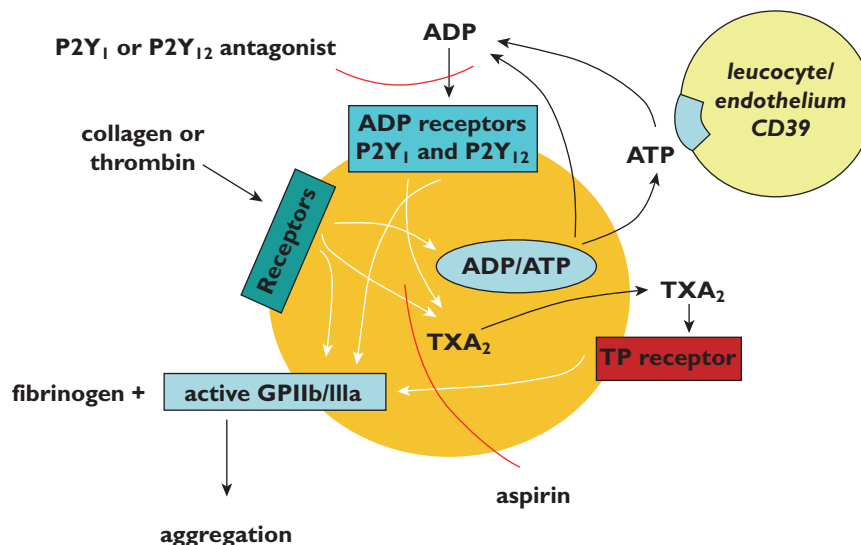 ADP
P2Y₁ or P2Y₁₂ antagonist
leucocyte/
endothelium
CD39
ADP receptors
P2Y₁ and P2Y₁₂
collagen or
thrombin
ATP
Receptors
ADP/ATP
TXA₂
TXA₂
TP receptor
fibrinogen +
active GPIIb/IIIa
aspirin
aggregation